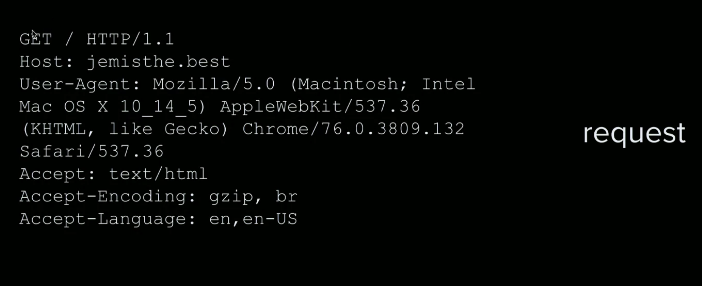 GET / HTTP/1.1
Host: jemisthe.best
User-Agent: Mozilla/5.0 (Macintosh; Intel
Mac OS X 10_14_5) AppleWebKit/537.36
(KHTML, like Gecko) Chrome/76.0.3809.132
Safari/537.36
Accept: text/html
Accept-Encoding: gzip, br
Accept-Language: en,en-US
request